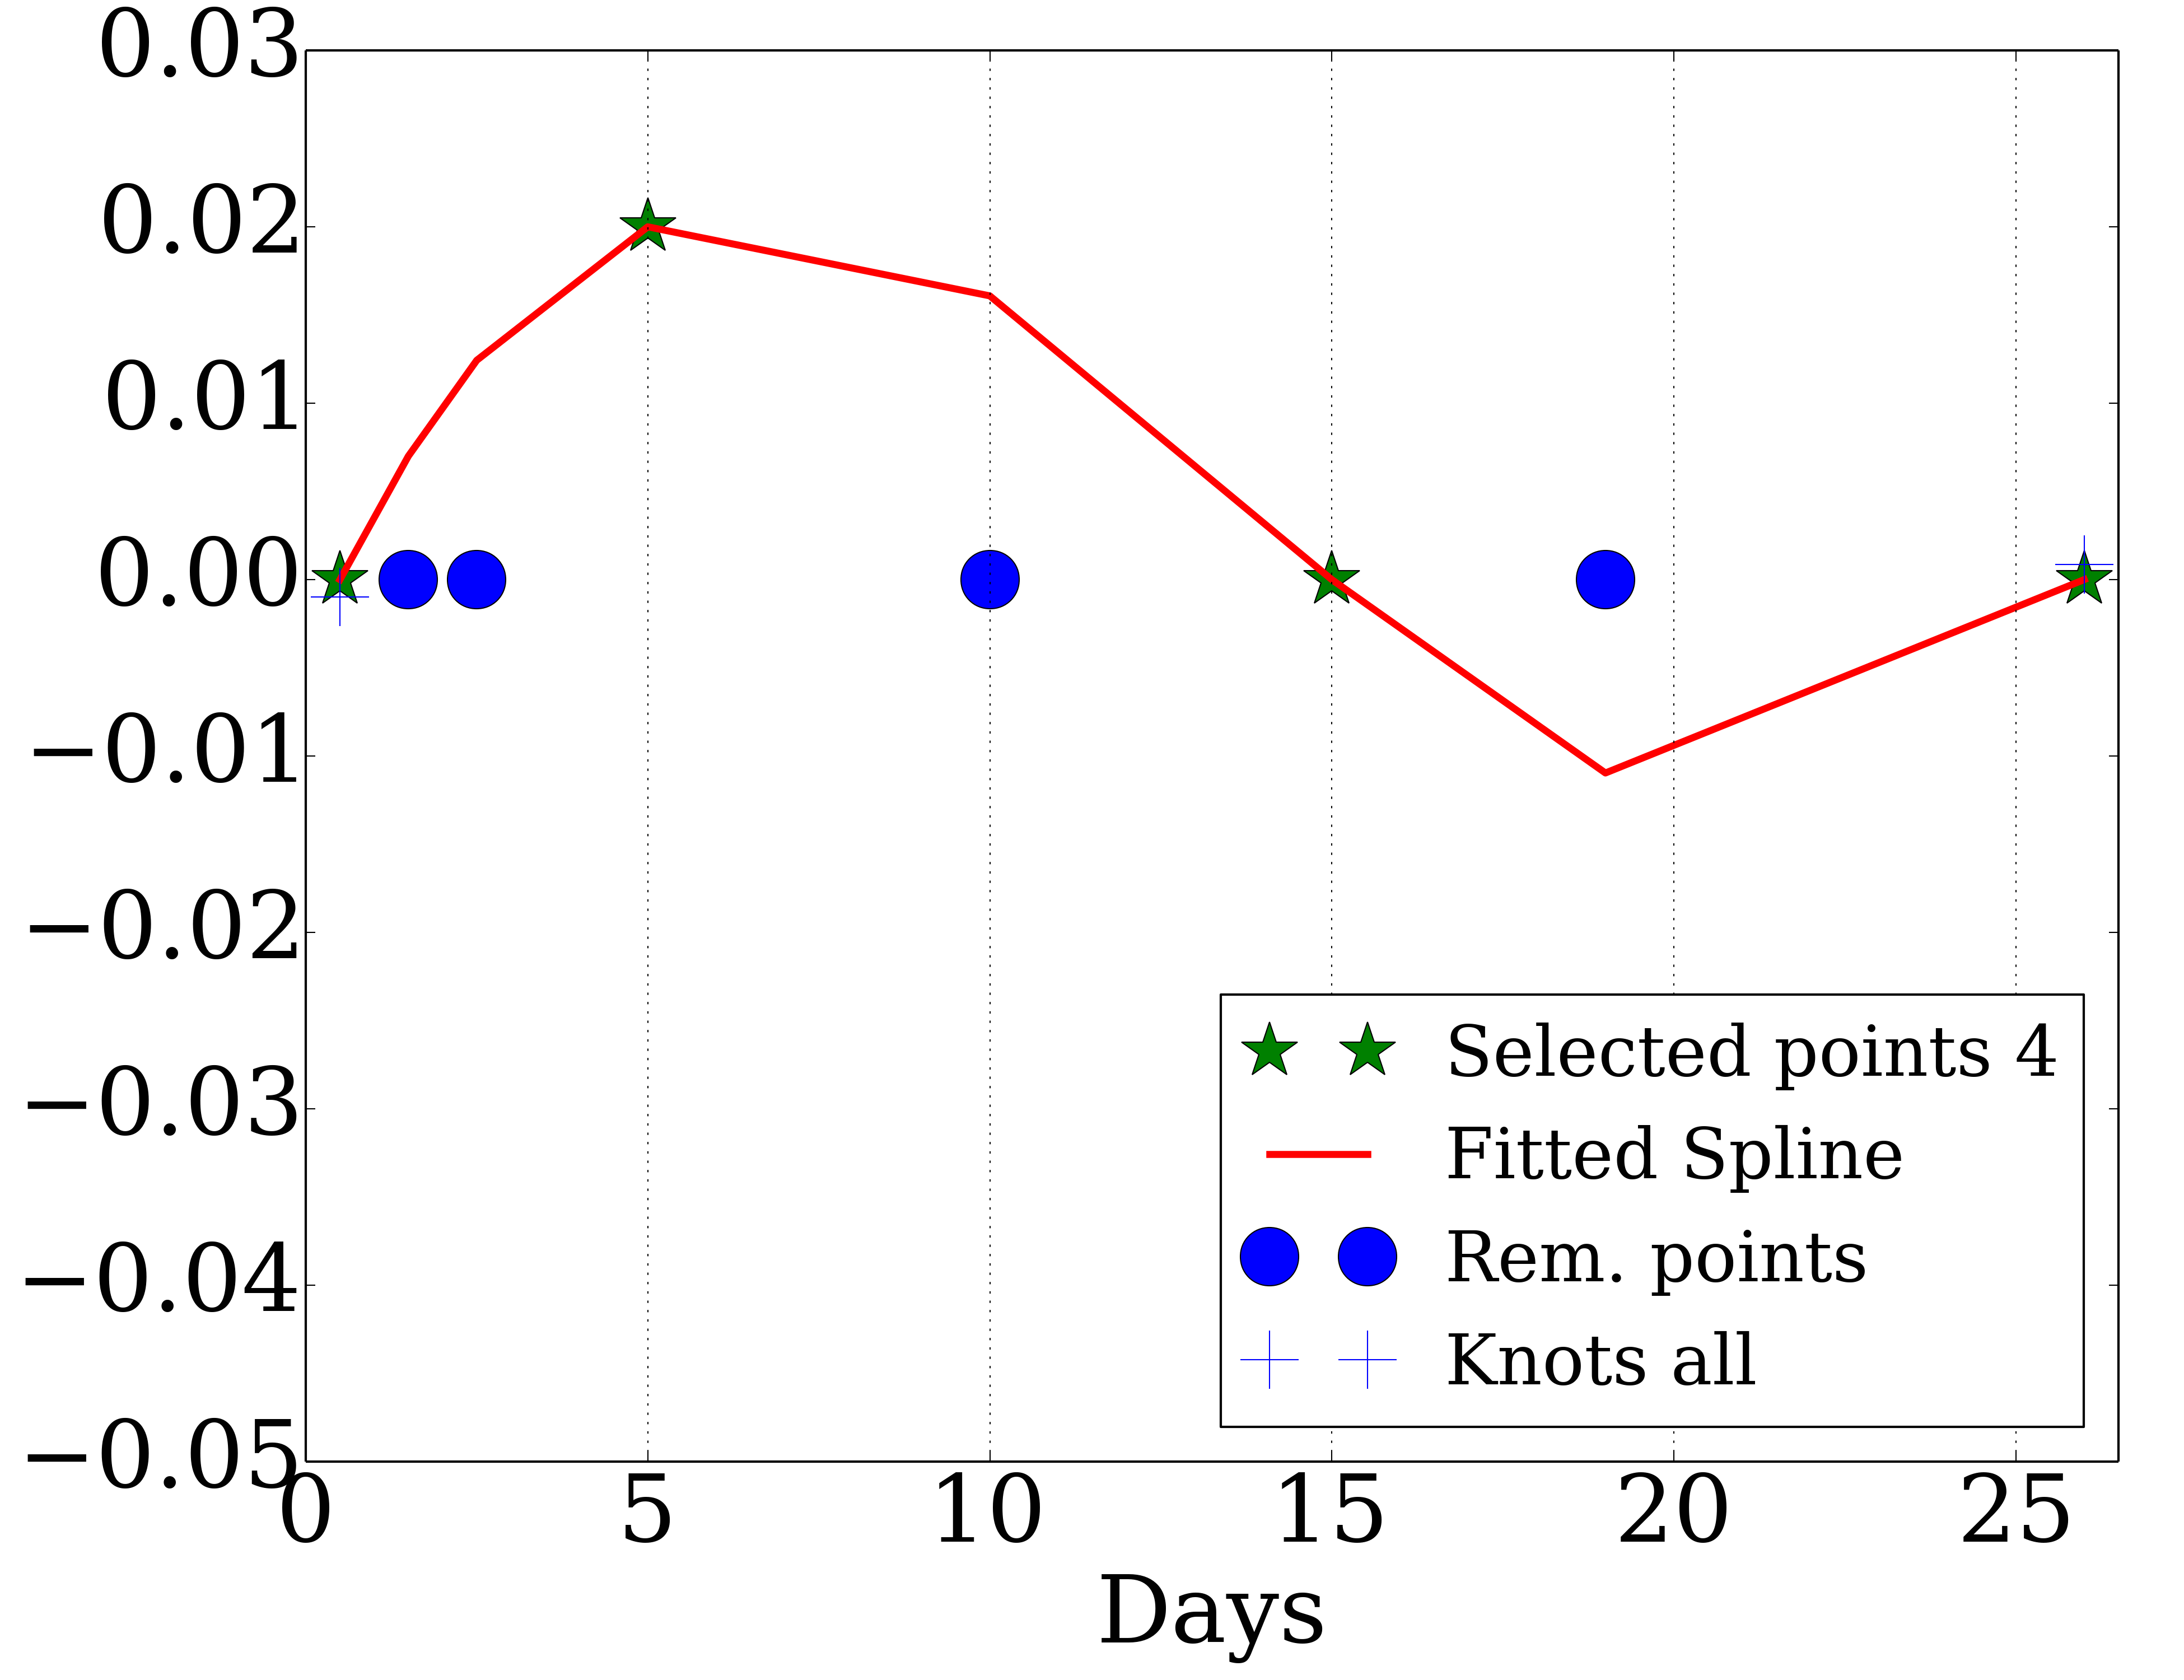 0.03
0.02
0.01
0.00
−0.01
−0.02
−0.03
−0.04
−0.05
0 5 10 15 20 25
Days
Selected points 4
Fitted Spline
Rem. points
Knots all